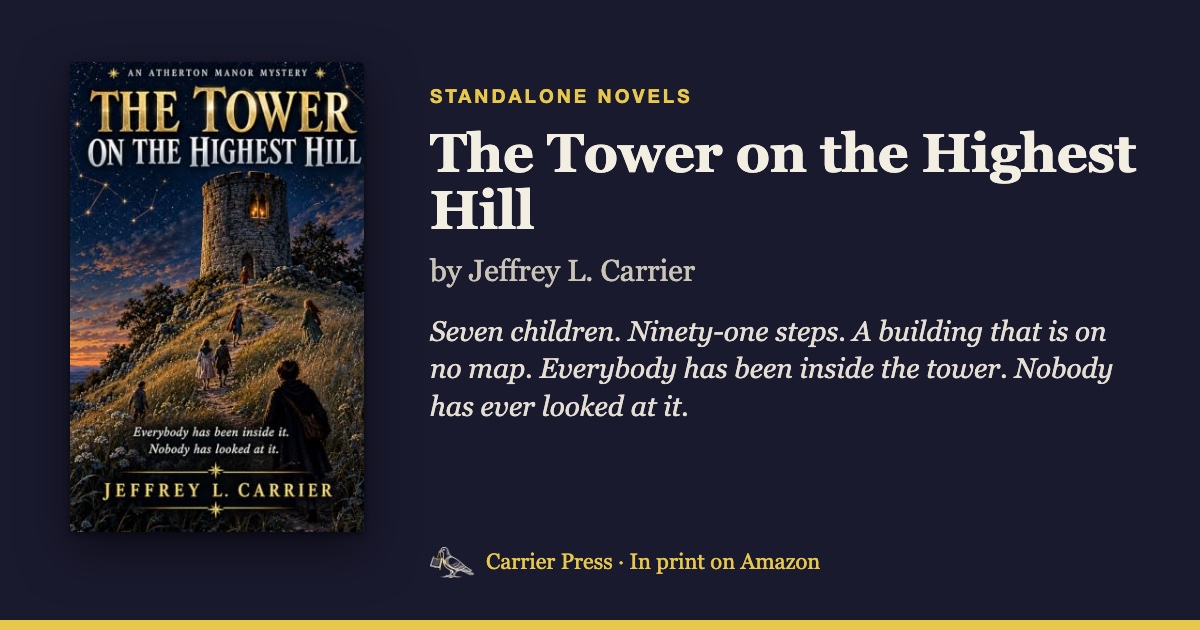 AN ATHERTON MANOR MYSTERY
THE TOWER
ON THE HIGHEST HILL
Everybody has been inside it.
Nobody has looked at it.
JEFFREY L. CARRIER
STANDALONE NOVELS
The Tower on the Highest
Hill
by Jeffrey L. Carrier
Seven children. Ninety-one steps. A building that is on
no map. Everybody has been inside the tower. Nobody
has ever looked at it.
Carrier Press · In print on Amazon